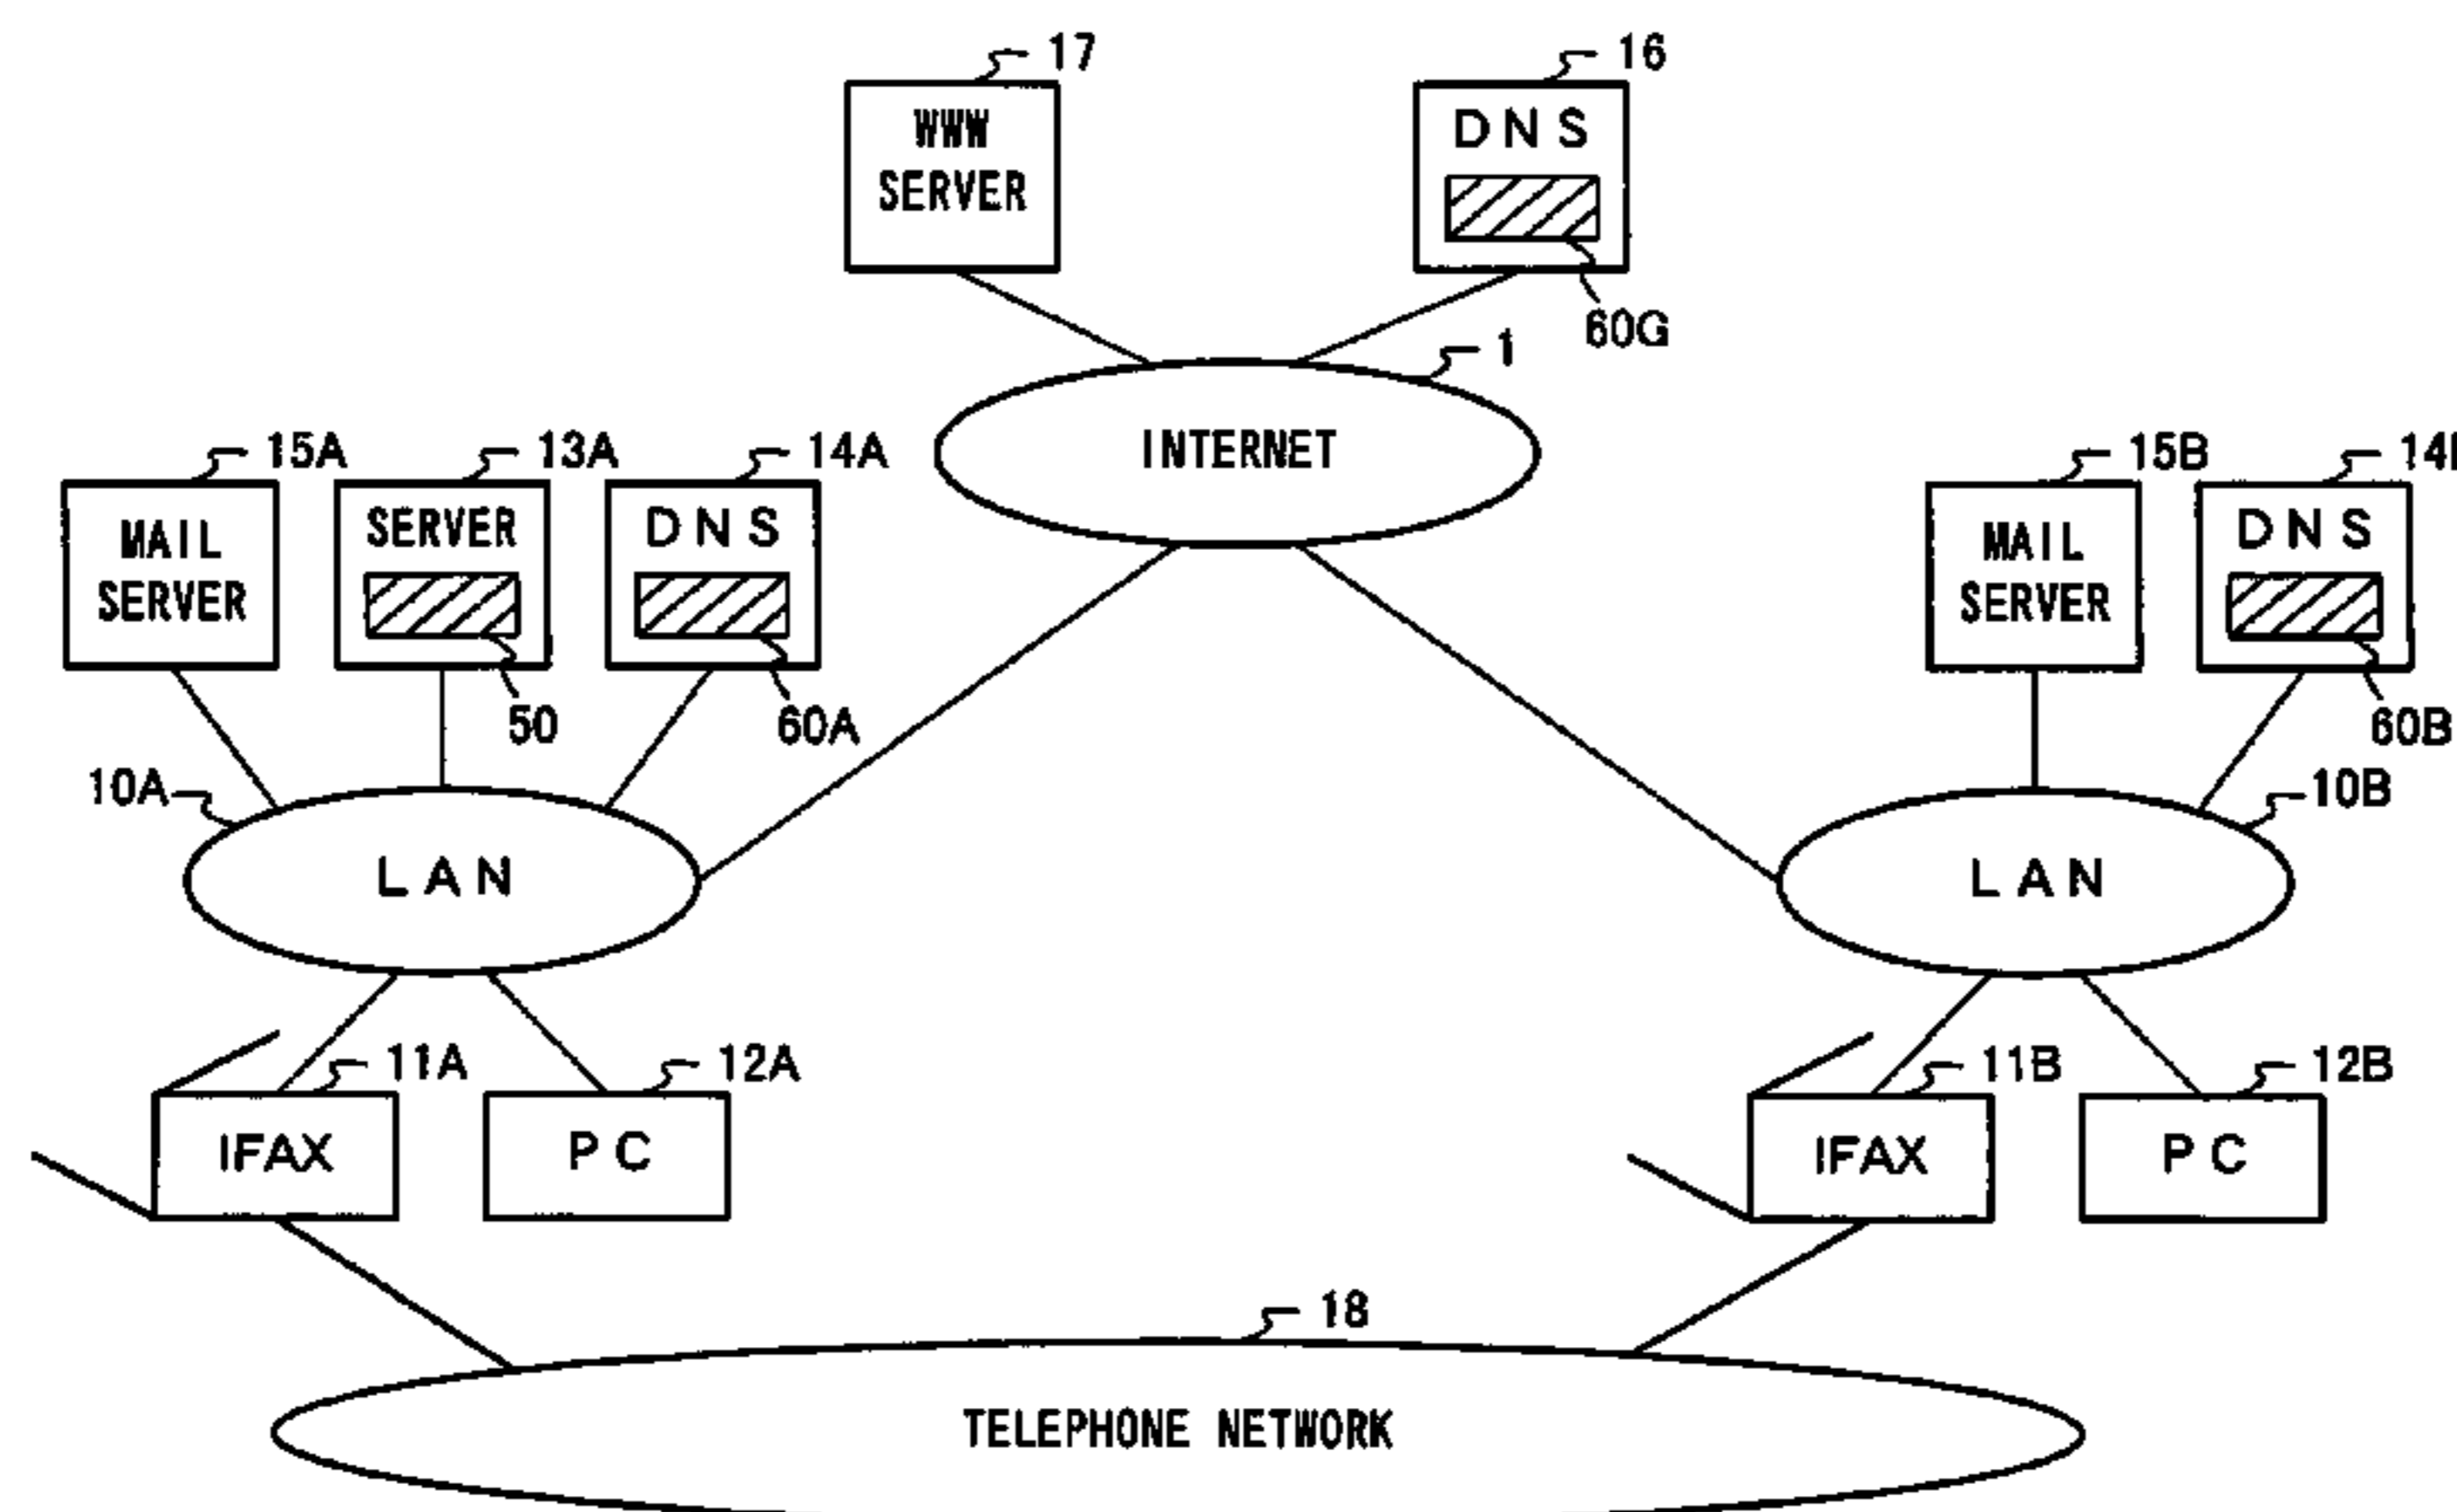 17
16
WWW
SERVER
DNS
60G
1
INTERNET
15A
13A
14A
MAIL
SERVER
SERVER
DNS
50
60A
15B
MAIL
SERVER
DNS
60B
10A
LAN
10B
LAN
11A
12A
IFAX
PC
11B
12B
IFAX
PC
18
TELEPHONE NETWORK